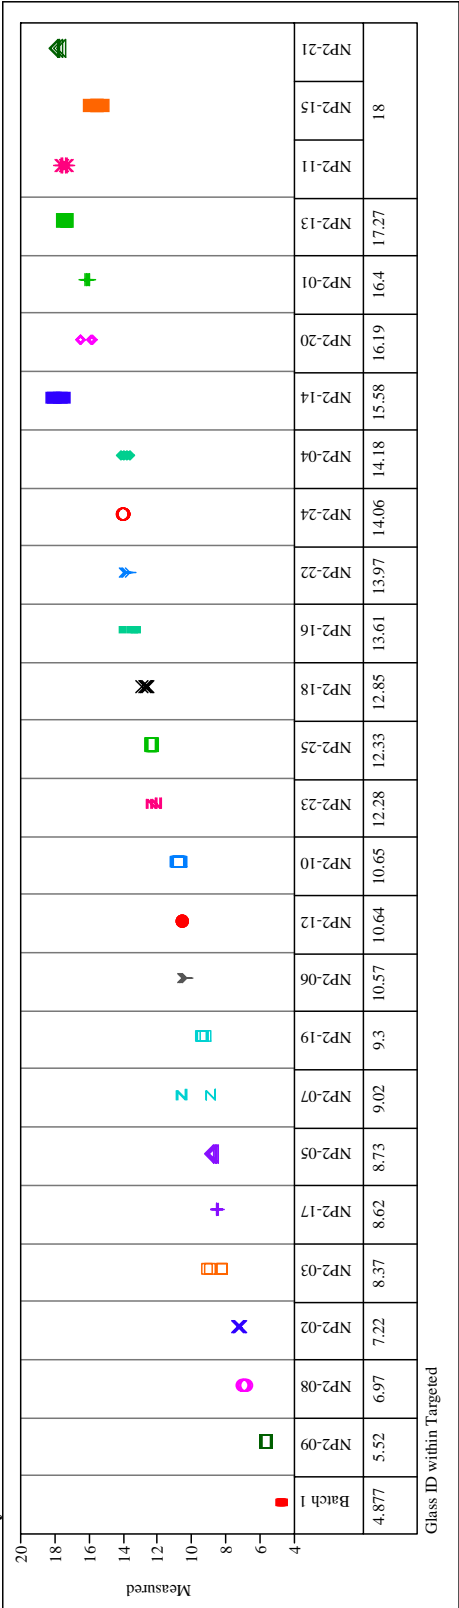 Measured
20
18
16
14
12
10
8
6
4
Batch 1
NP2-09
NP2-08
NP2-02
NP2-03
NP2-17
NP2-05
NP2-07
NP2-19
NP2-06
NP2-12
NP2-10
NP2-23
NP2-25
NP2-18
NP2-16
NP2-22
NP2-24
NP2-04
NP2-14
NP2-20
NP2-01
NP2-13
NP2-11
NP2-15
NP2-21
4.877
5.52
6.97
7.22
8.37
8.62
8.73
9.02
9.3
10.57
10.64
10.65
12.28
12.33
12.85
13.61
13.97
14.06
14.18
15.58
16.19
16.4
17.27
18
Glass ID within Targeted